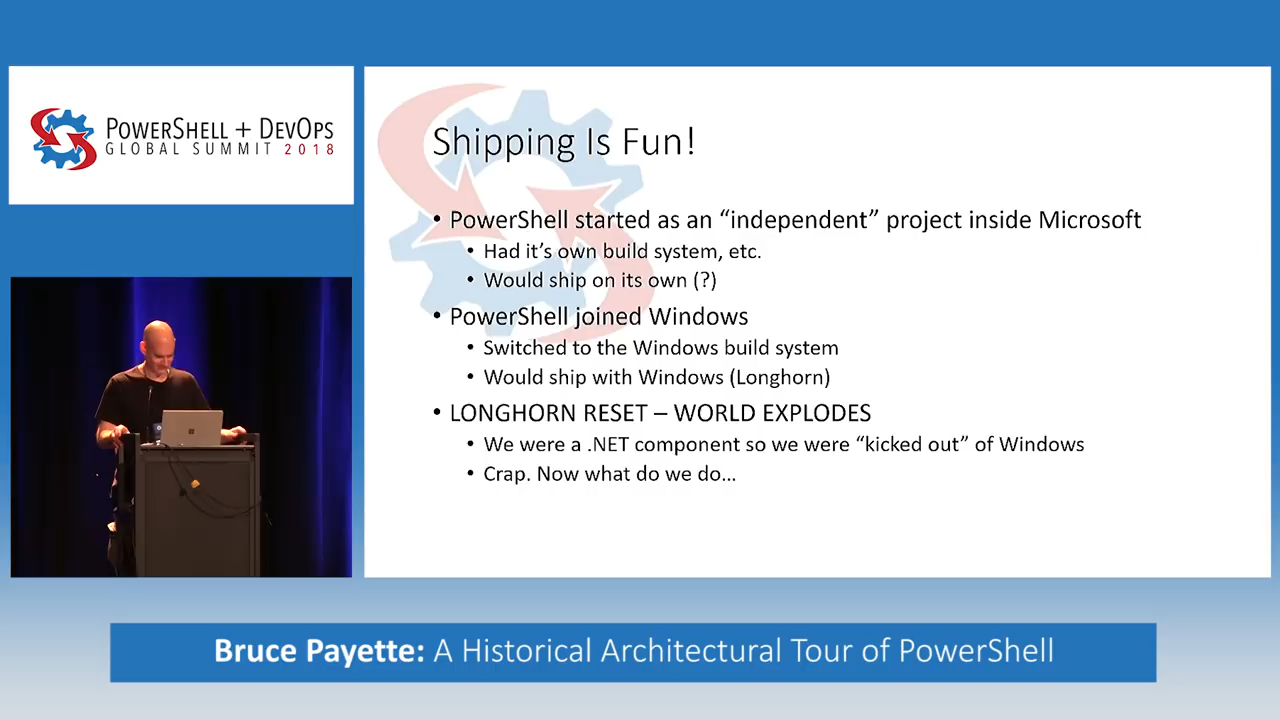 POWERSHELL + DEVOPS
GLOBAL SUMMIT 2018
Shipping Is Fun!
• PowerShell started as an “independent” project inside Microsoft
• Had it’s own build system, etc.
• Would ship on its own (?)
• PowerShell joined Windows
• Switched to the Windows build system
• Would ship with Windows (Longhorn)
• LONGHORN RESET – WORLD EXPLODES
• We were a .NET component so we were “kicked out” of Windows
• Crap. Now what do we do…
Bruce Payette: A Historical Architectural Tour of PowerShell